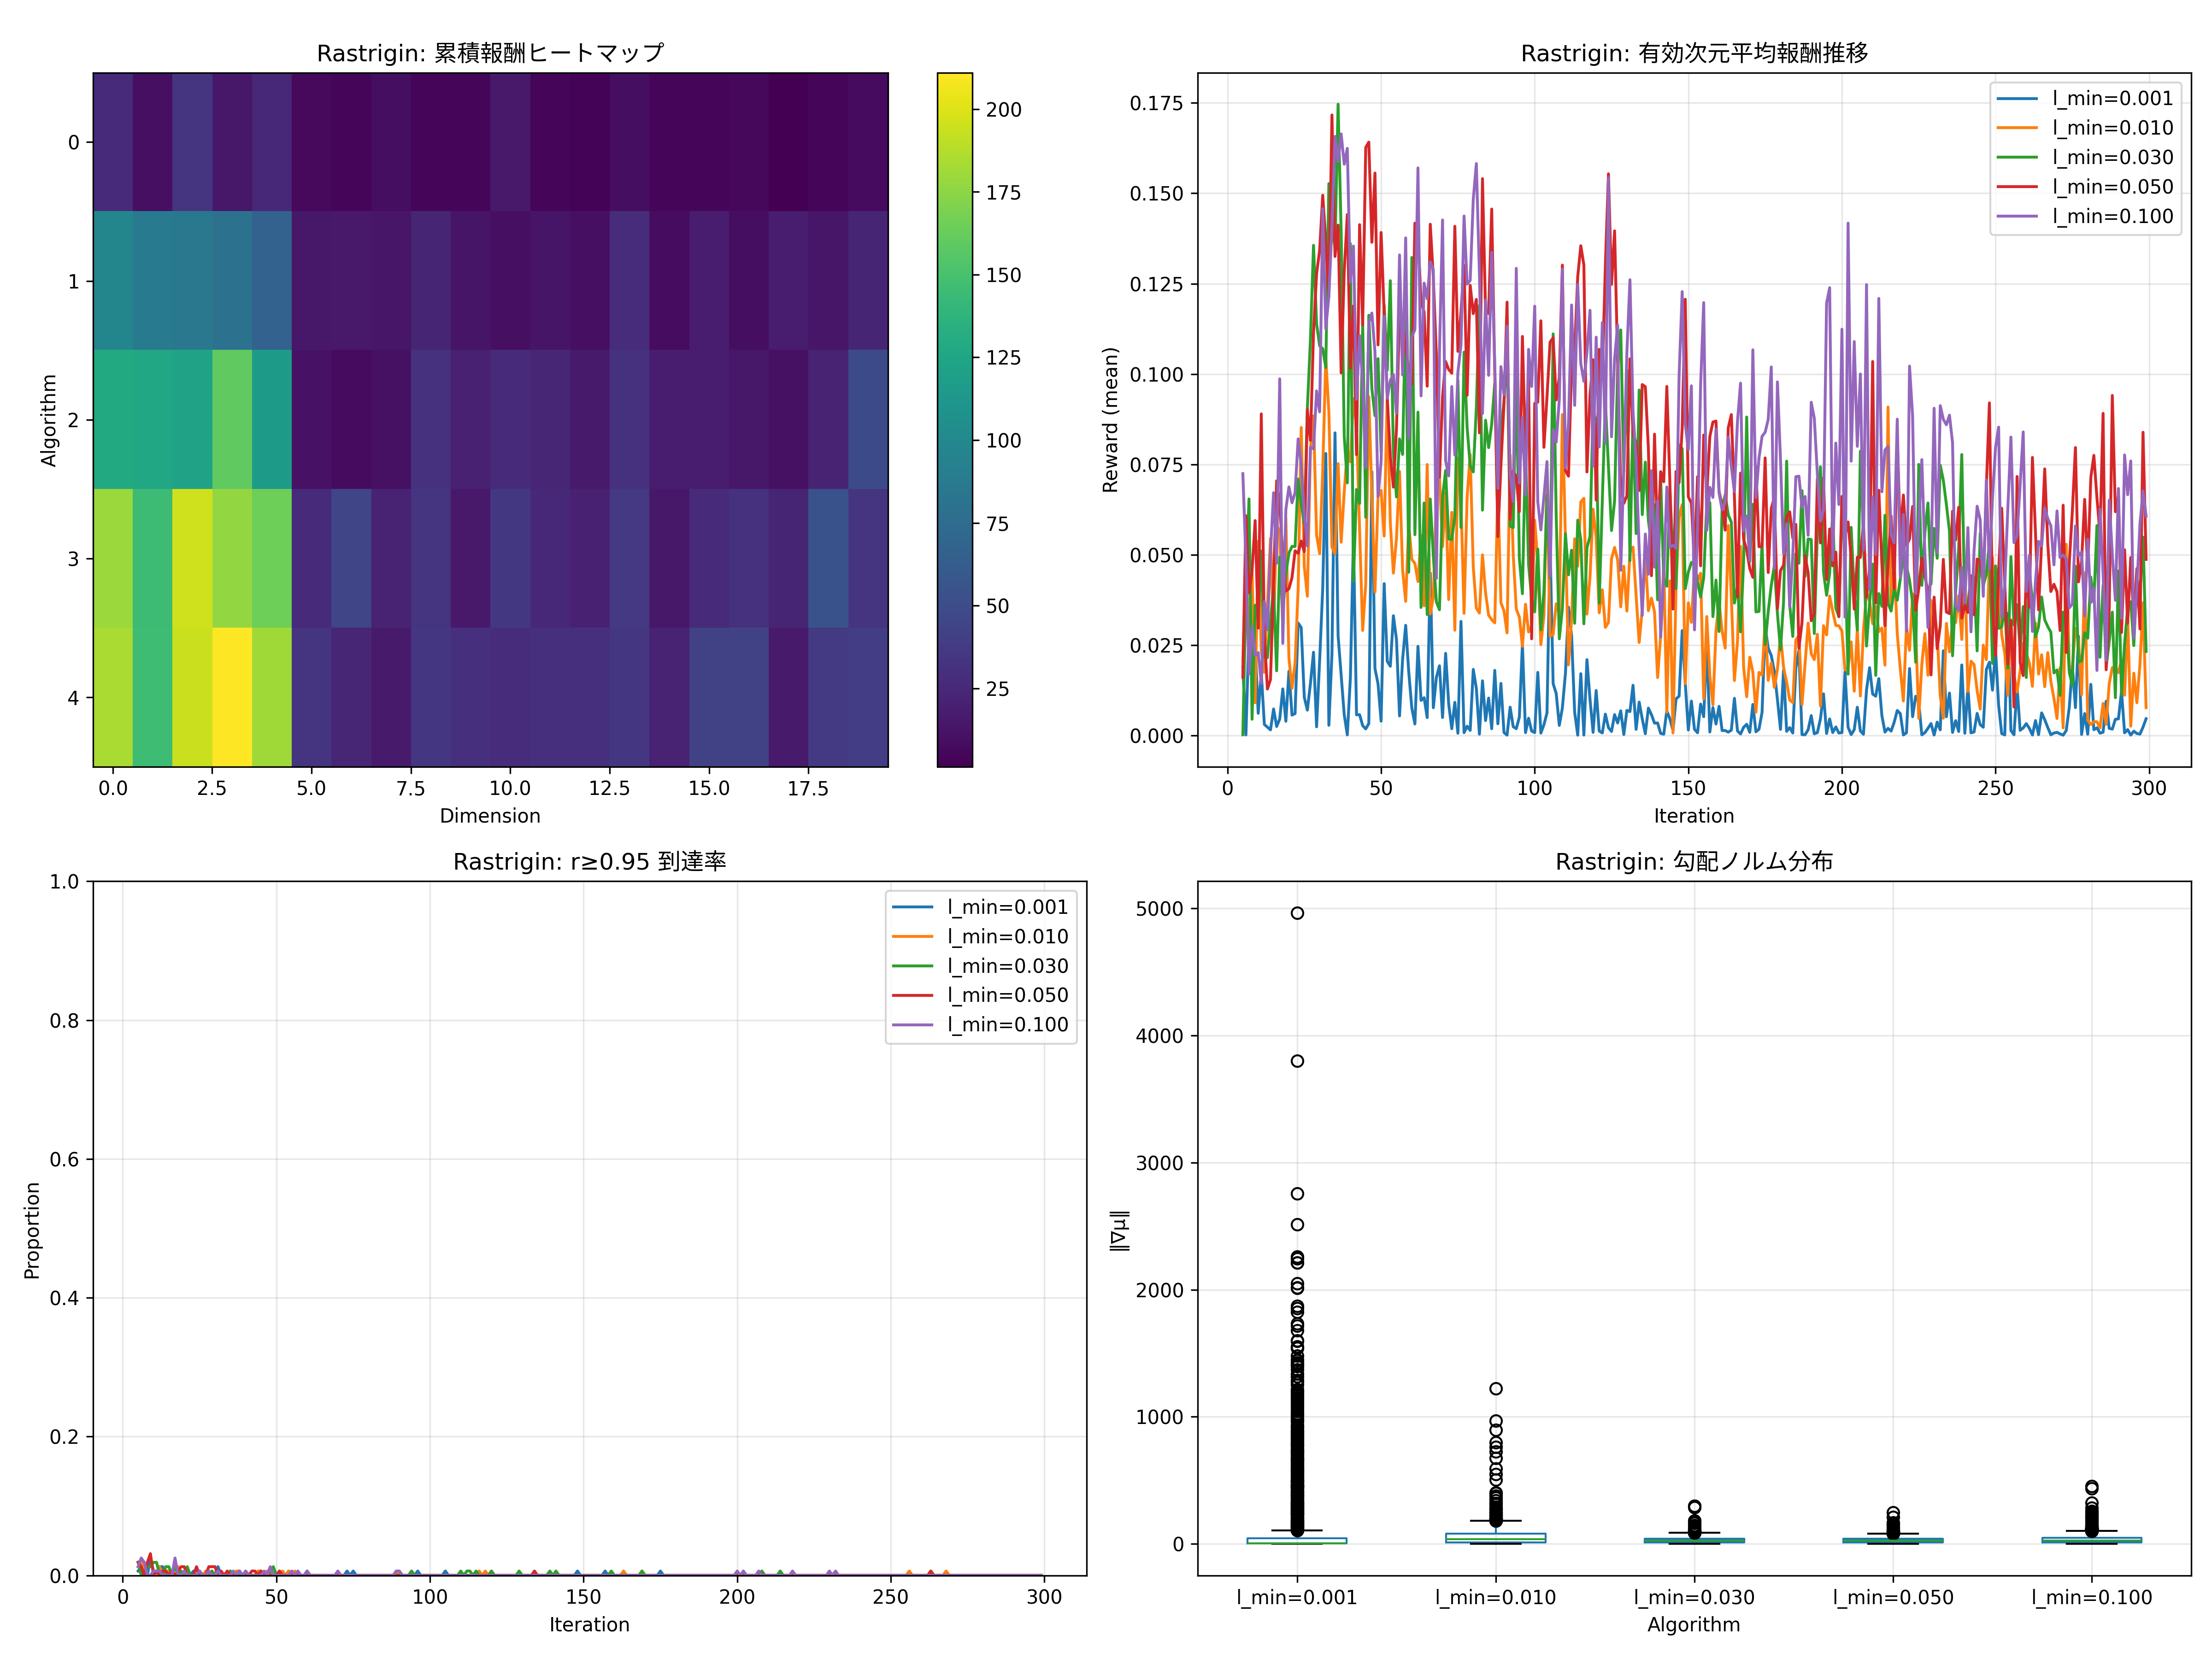 Rastrigin: 累積報酬ヒートマップ
0
1
2
3
4
Algorithm
0.0
2.5
5.0
7.5
10.0
12.5
15.0
17.5
Dimension
200
175
150
125
100
75
50
25
Rastrigin: 有効次元平均報酬推移
0.175
0.150
0.125
0.100
0.075
0.050
0.025
0.000
Reward (mean)
0
50
100
150
200
250
300
Iteration
l_min=0.001
l_min=0.010
l_min=0.030
l_min=0.050
l_min=0.100
Rastrigin: r≥0.95 到達率
1.0
0.8
0.6
0.4
0.2
0.0
Proportion
0
50
100
150
200
250
300
Iteration
l_min=0.001
l_min=0.010
l_min=0.030
l_min=0.050
l_min=0.100
Rastrigin: 勾配ノルム分布
5000
4000
3000
2000
1000
0
‖∇μ‖
l_min=0.001
l_min=0.010
l_min=0.030
l_min=0.050
l_min=0.100
Algorithm